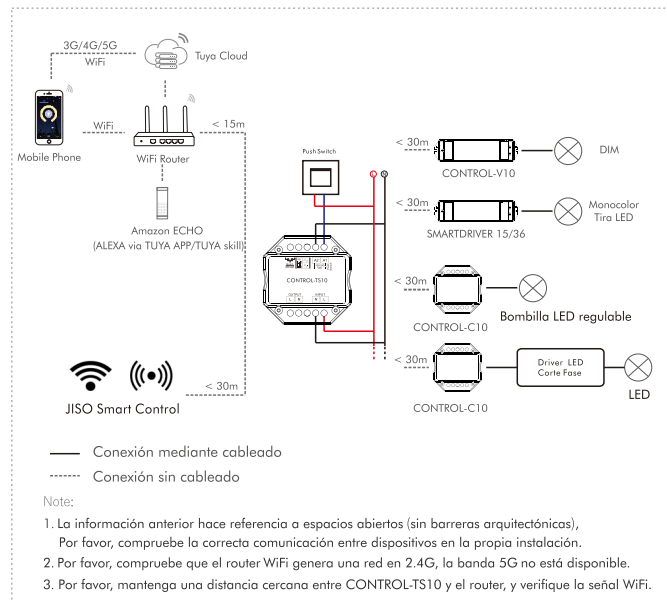 3G/4G/5G
WiFi
Tuya Cloud
WiFi
< 15m
Mobile Phone
WiFi Router
Amazon ECHO
(ALEXA via TUYA APP/TUYA skill)
< 30m
JISO Smart Control
Push Switch
L N
CONTROL-TS10
OUTPUT INPUT
L N N L
< 30m
CONTROL-V10
DIM
< 30m
SMARTDRIVER 15/36
Monocolor
Tira LED
< 30m
CONTROL-C10
Bombilla LED regulable
< 30m
CONTROL-C10
Driver LED
Corte Fase
LED
Conexión mediante cableado
Conexión sin cableado
Note:
1. La información anterior hace referencia a espacios abiertos (sin barreras arquitectónicas),
Por favor, compruebe la correcta comunicación entre dispositivos en la propia instalación.
2. Por favor, compruebe que el router WiFi genera una red en 2.4G, la banda 5G no está disponible.
3. Por favor, mantenga una distancia cercana entre CONTROL-TS10 y el router, y verifique la señal WiFi.